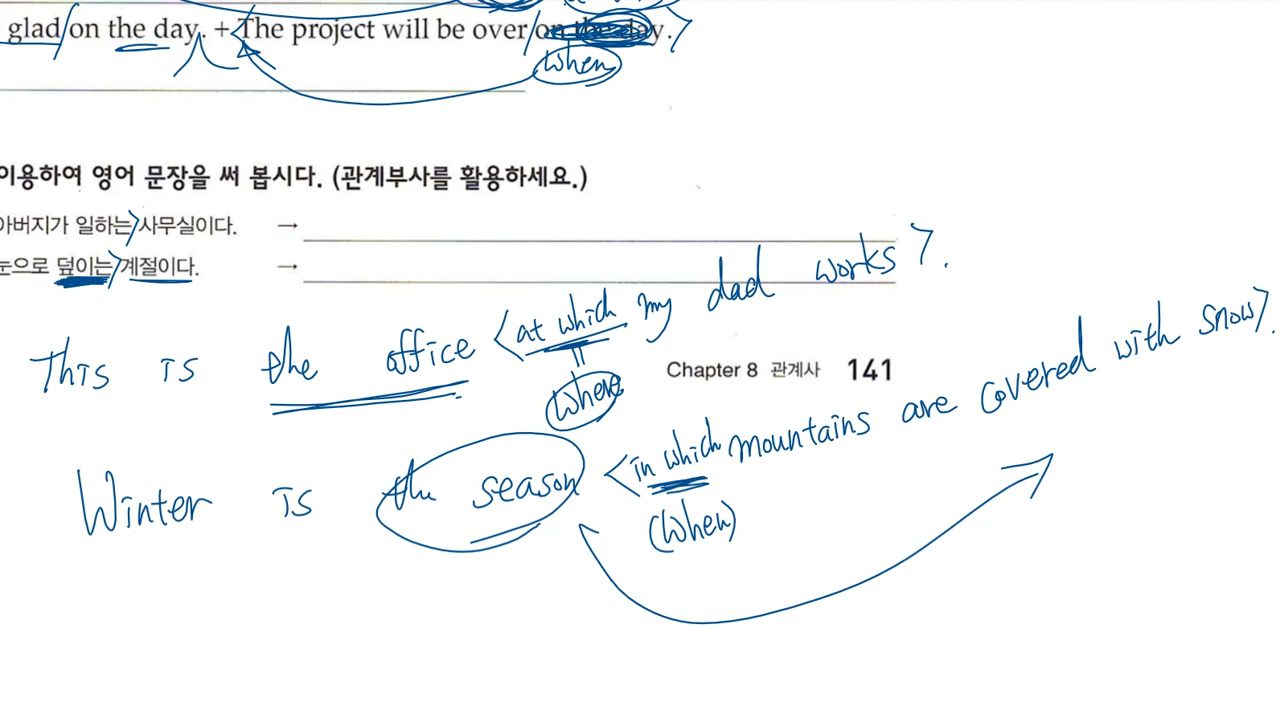 glad on the day. + The project will be over on the day.
when
이용하여 영어 문장을 써 봅시다. (관계부사를 활용하세요.)
아버지가 일하는 사무실이다. →
눈으로 덮이는 계절이다. →
This is the office <at which my dad works>.
where
Chapter 8 관계사 141
Winter is the season <in which mountains are covered with snow>.
(when)